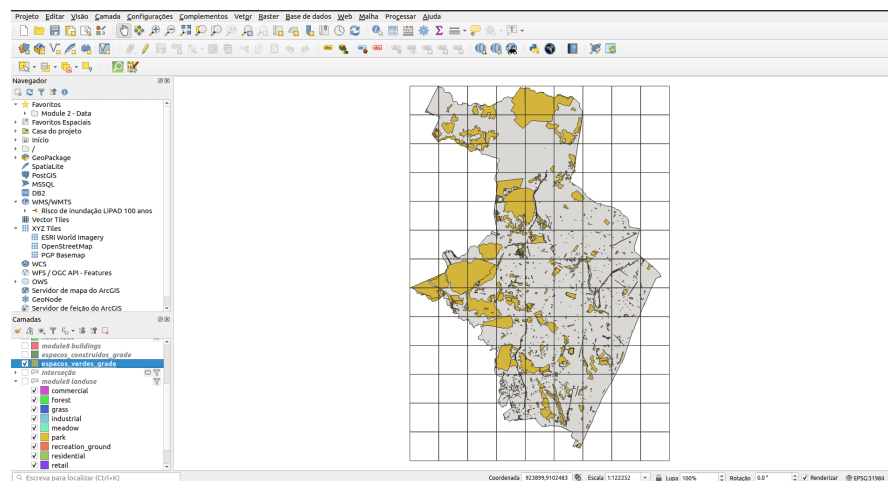 Projeto Editar Visão Camada Configurações Complementos Vetor Raster Base de dados Web Malha Processar Ajuda
Navegador
Favoritos
Module 2 - Data
Favoritos Espaciais
Casa do projeto
Início
/
GeoPackage
SpatiaLite
PostGIS
MSSQL
DB2
WMS/WMTS
Risco de inundação LiPAD 100 anos
Vector Tiles
XYZ Tiles
ESRI World Imagery
OpenStreetMap
PGP Basemap
WCS
WFS / OGC API - Features
OWS
Servidor de mapa do ArcGIS
GeoNode
Servidor de feição do ArcGIS
Camadas
module8 buildings
espacos_construidos_grade
espacos_verdes_grade
Interseção
module8 landuse
commercial
forest
grass
industrial
meadow
park
recreation_ground
residential
retail
Escreva para localizar (Ctrl+K) Coordenada 923899,9102483 Escala 1:122252 Lupa 100% Rotação 0.0° Renderizar EPSG:31984